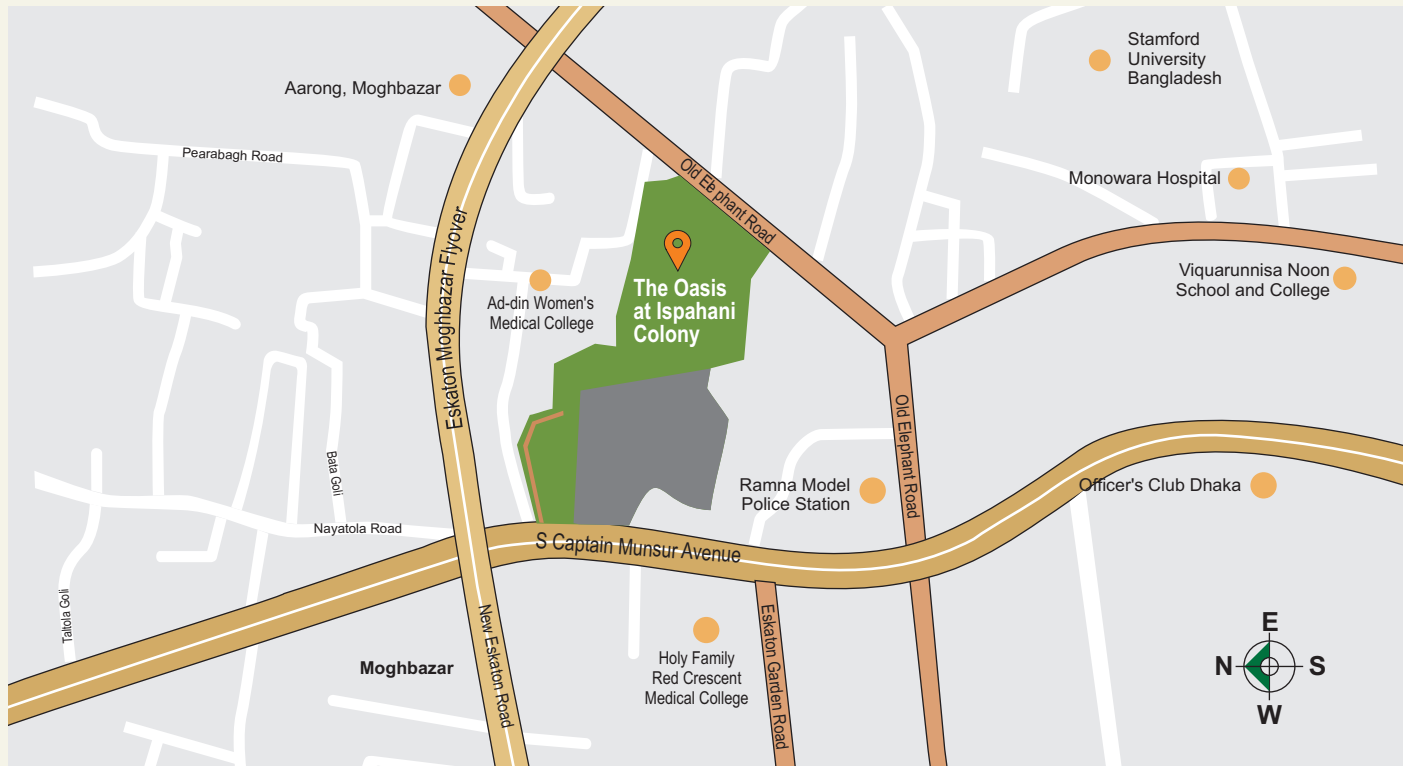 Stamford
University
Bangladesh
Aarong, Moghbazar
Pearabagh Road
Old Elephant Road
Monowara Hospital
Eskaton Moghbazar Flyover
Viquarunnisa Noon
School and College
Ad-din Women's
Medical College
The Oasis
at Ispahani
Colony
Old Elephant Road
Bata Goli
Ramna Model
Police Station
Officer's Club Dhaka
Nayatola Road
S Captain Munsur Avenue
Taltola Goli
New Eskaton Road
Eskaton Garden Road
Moghbazar
Holy Family
Red Crescent
Medical College
E
N
S
W